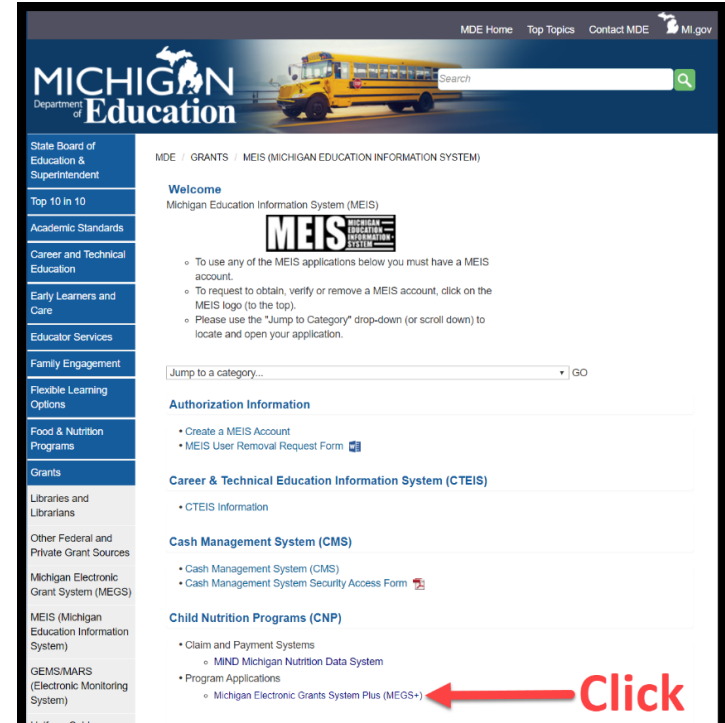 MDE Home Top Topics Contact MDE MI.gov
MICHIGAN
Department of Education
Search
State Board of
Education &
Superintendent
Top 10 in 10
Academic Standards
Career and Technical
Education
Early Learners and
Care
Educator Services
Family Engagement
Flexible Learning
Options
Food & Nutrition
Programs
Grants
Libraries and
Librarians
Other Federal and
Private Grant Sources
Michigan Electronic
Grant System (MEGS)
MEIS (Michigan
Education Information
System)
GEMS/MARS
(Electronic Monitoring
System)
MDE / GRANTS / MEIS (MICHIGAN EDUCATION INFORMATION SYSTEM)
Welcome
Michigan Education Information System (MEIS)
MEIS MICHIGAN
EDUCATION
INFORMATION
SYSTEM
To use any of the MEIS applications below you must have a MEIS
account.
To request to obtain, verify or remove a MEIS account, click on the
MEIS logo (to the top).
Please use the "Jump to Category" drop-down (or scroll down) to
locate and open your application.
Jump to a category... GO
Authorization Information
• Create a MEIS Account
• MEIS User Removal Request Form
Career & Technical Education Information System (CTEIS)
• CTEIS Information
Cash Management System (CMS)
• Cash Management System (CMS)
• Cash Management System Security Access Form
Child Nutrition Programs (CNP)
• Claim and Payment Systems
MiND Michigan Nutrition Data System
• Program Applications
Michigan Electronic Grants System Plus (MEGS+)
Click